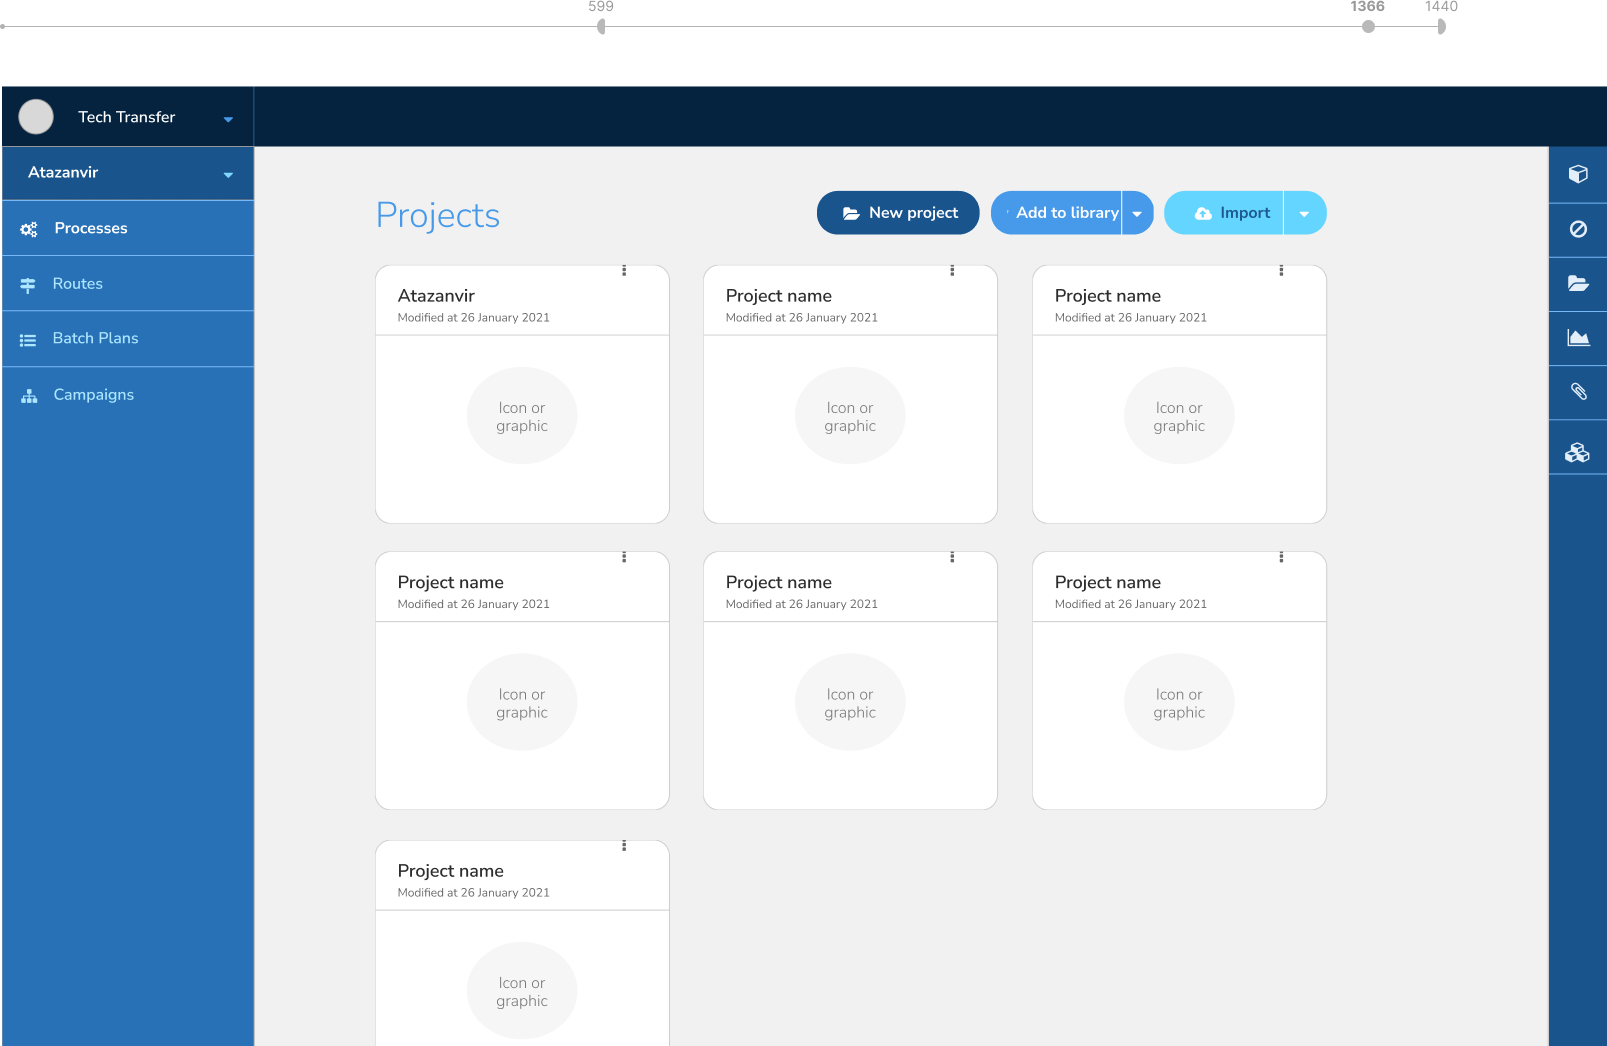 599
1366
1440
Tech Transfer
Atazanvir
Processes
Routes
Batch Plans
Campaigns
Projects
New project
Add to library
Import
Atazanvir
Modified at 26 January 2021
Icon or
graphic
Project name
Modified at 26 January 2021
Icon or
graphic
Project name
Modified at 26 January 2021
Icon or
graphic
Project name
Modified at 26 January 2021
Icon or
graphic
Project name
Modified at 26 January 2021
Icon or
graphic
Project name
Modified at 26 January 2021
Icon or
graphic
Project name
Modified at 26 January 2021
Icon or
graphic